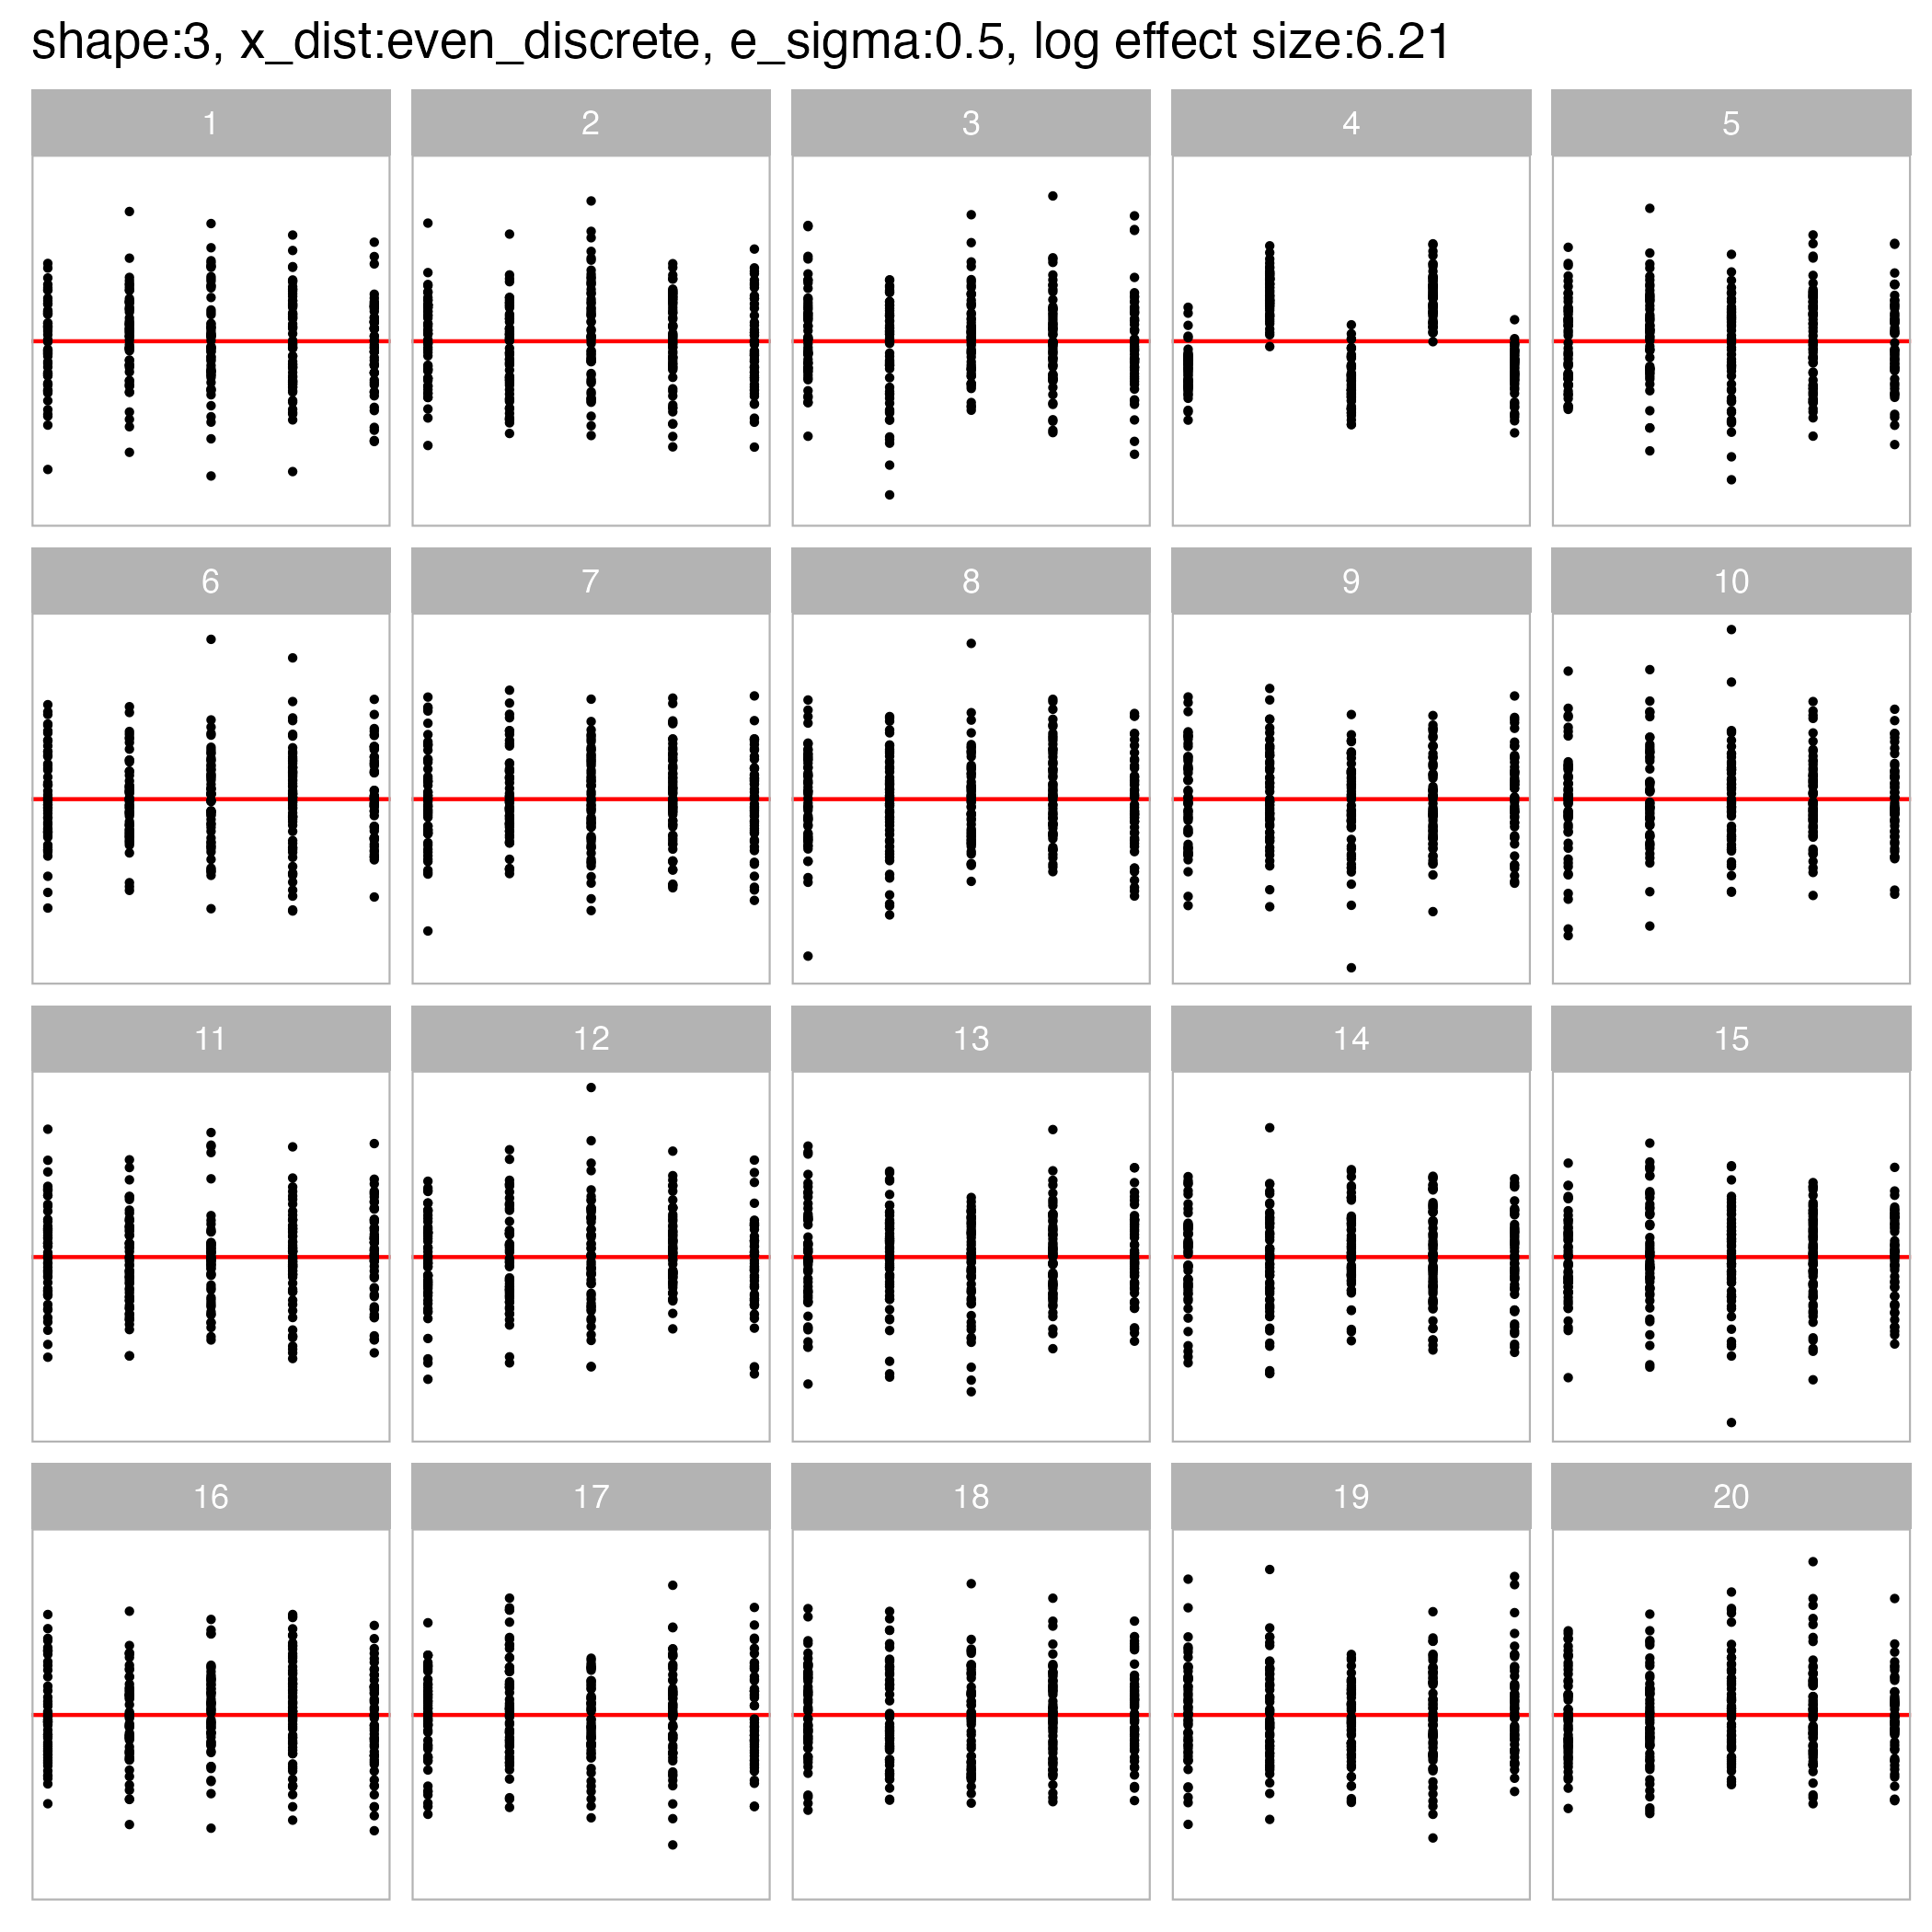 shape:3, x_dist:even_discrete, e_sigma:0.5, log effect size:6.21
1 2 3 4 5
6 7 8 9 10
11 12 13 14 15
16 17 18 19 20